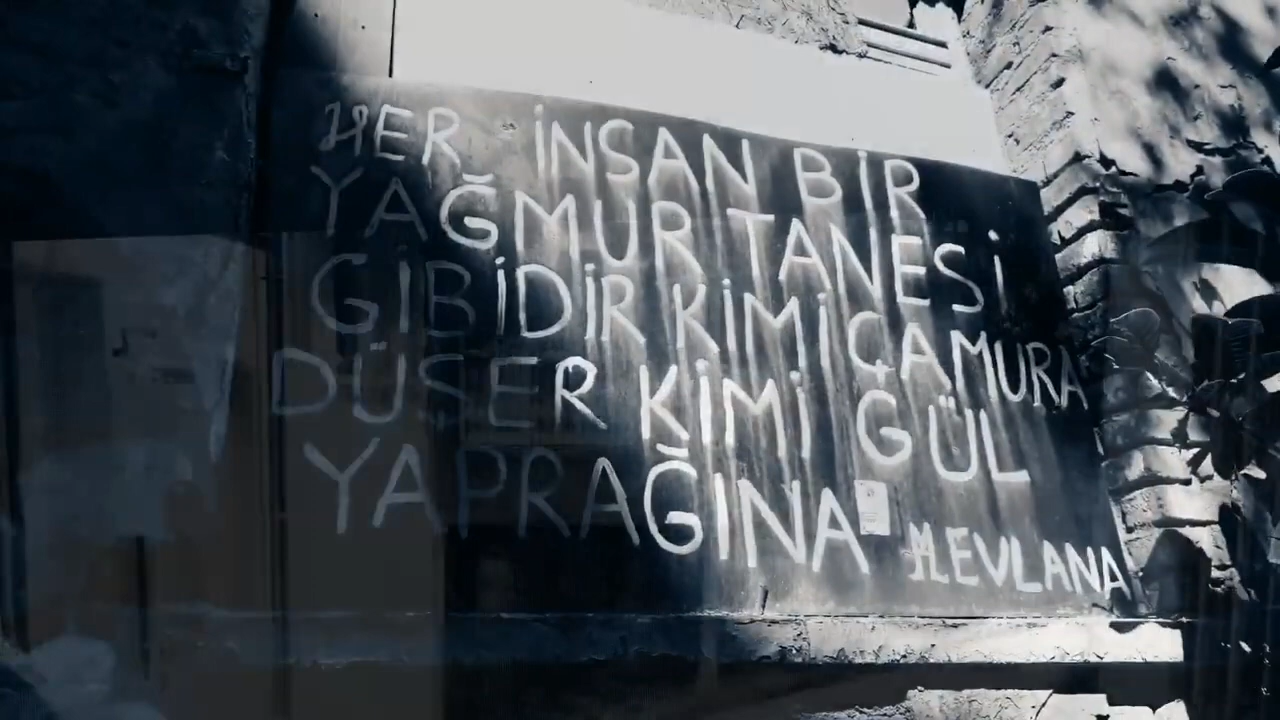 HER İNSAN BİR
YAĞMUR TANESİ
GİBİDİR KİMİ ÇAMURA
DÜŞER KİMİ GÜL
YAPRAĞINA
MEVLANA